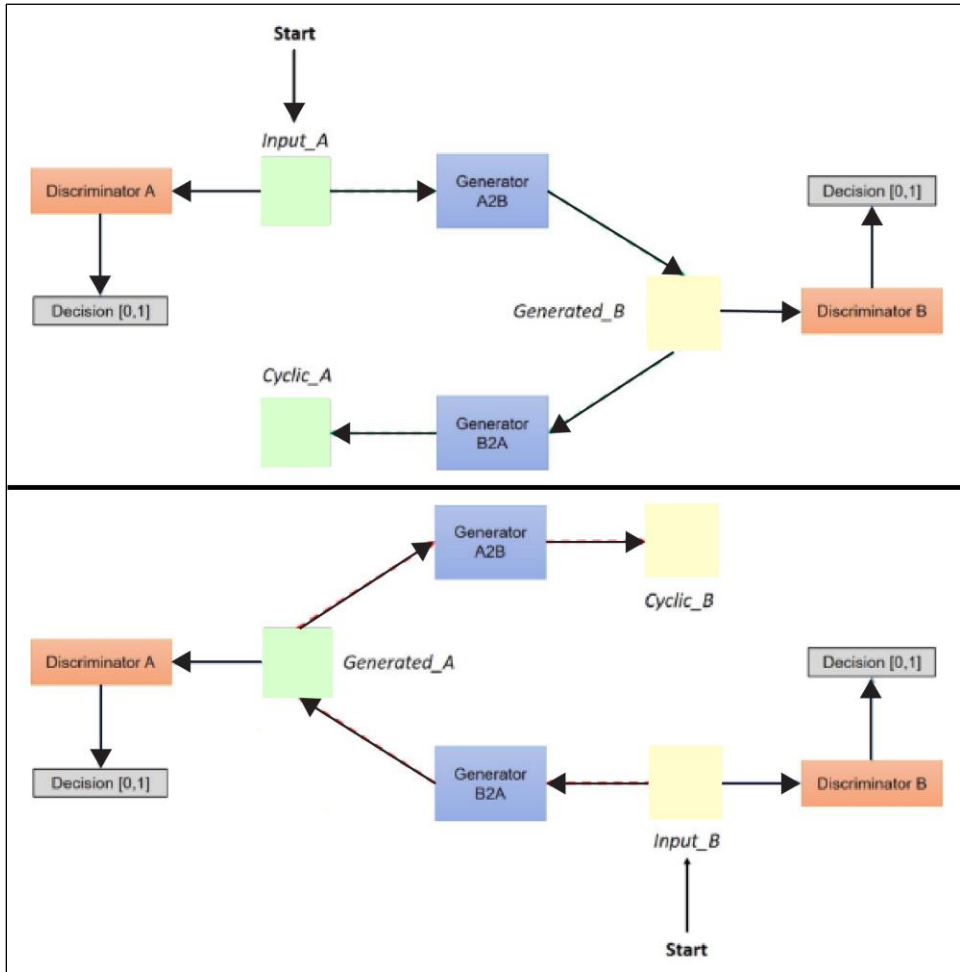 Start
Input_A
Discriminator A
Generator
A2B
Decision [0,1]
Decision [0,1]
Generated_B
Discriminator B
Cyclic_A
Generator
B2A
Generator
A2B
Cyclic_B
Discriminator A
Generated_A
Decision [0,1]
Decision [0,1]
Generator
B2A
Discriminator B
Input_B
Start